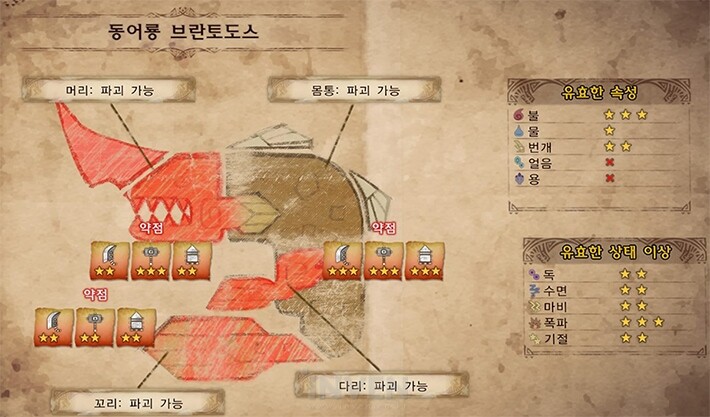 동어룡 브란토도스
머리: 파괴 가능
몸통: 파괴 가능
유효한 속성
불
물
번개
얼음
용
약점
약점
유효한 상태 이상
독
수면
마비
폭파
기절
약점
다리: 파괴 가능
꼬리: 파괴 가능